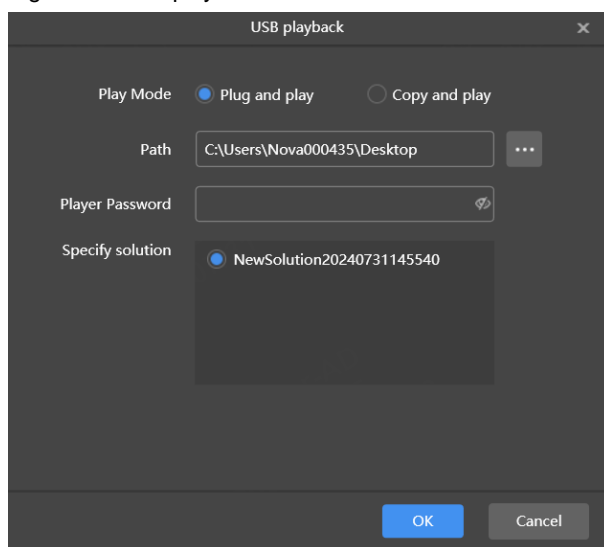 USB playback
Play Mode Plug and play Copy and play
Path C:\Users\Nova000435\Desktop ...
Player Password
Specify solution NewSolution20240731145540
OK Cancel